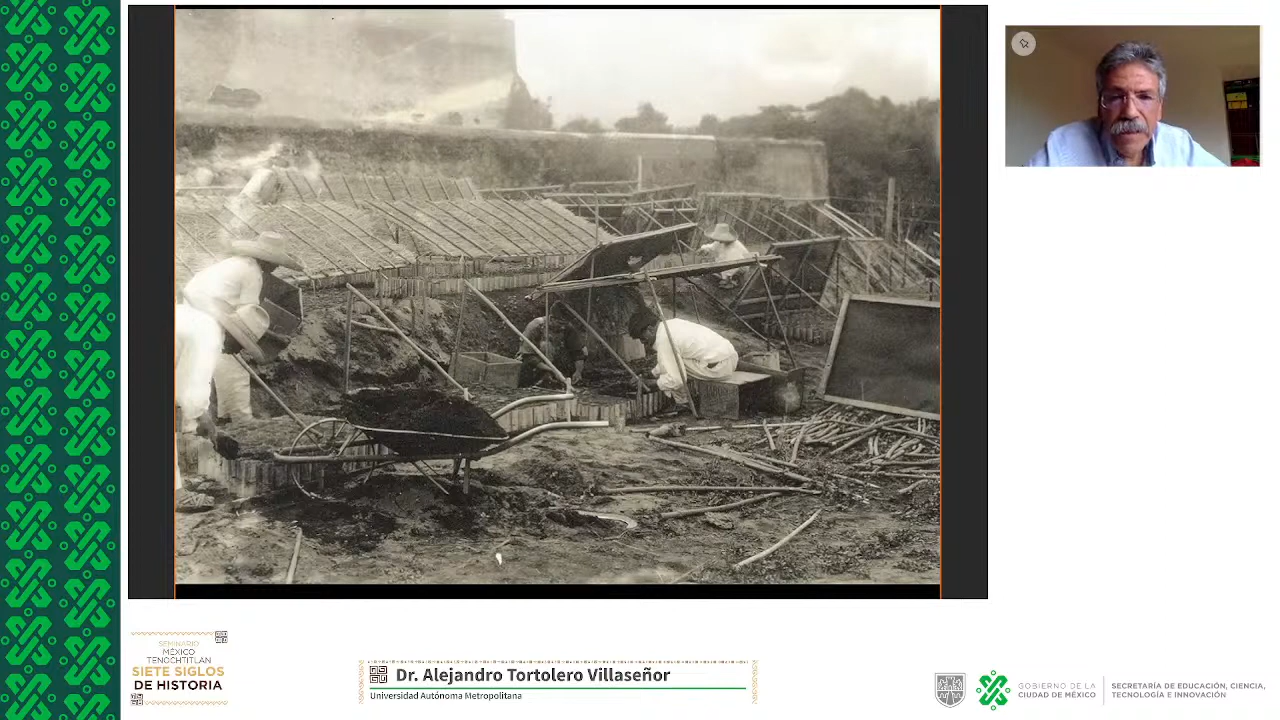 SEMINARIO
MÉXICO
TENOCHTITLAN
SIETE SIGLOS
DE HISTORIA
Dr. Alejandro Tortolero Villaseñor
Universidad Autónoma Metropolitana
GOBIERNO DE LA
CIUDAD DE MÉXICO
SECRETARÍA DE EDUCACIÓN, CIENCIA,
TECNOLOGÍA E INNOVACIÓN